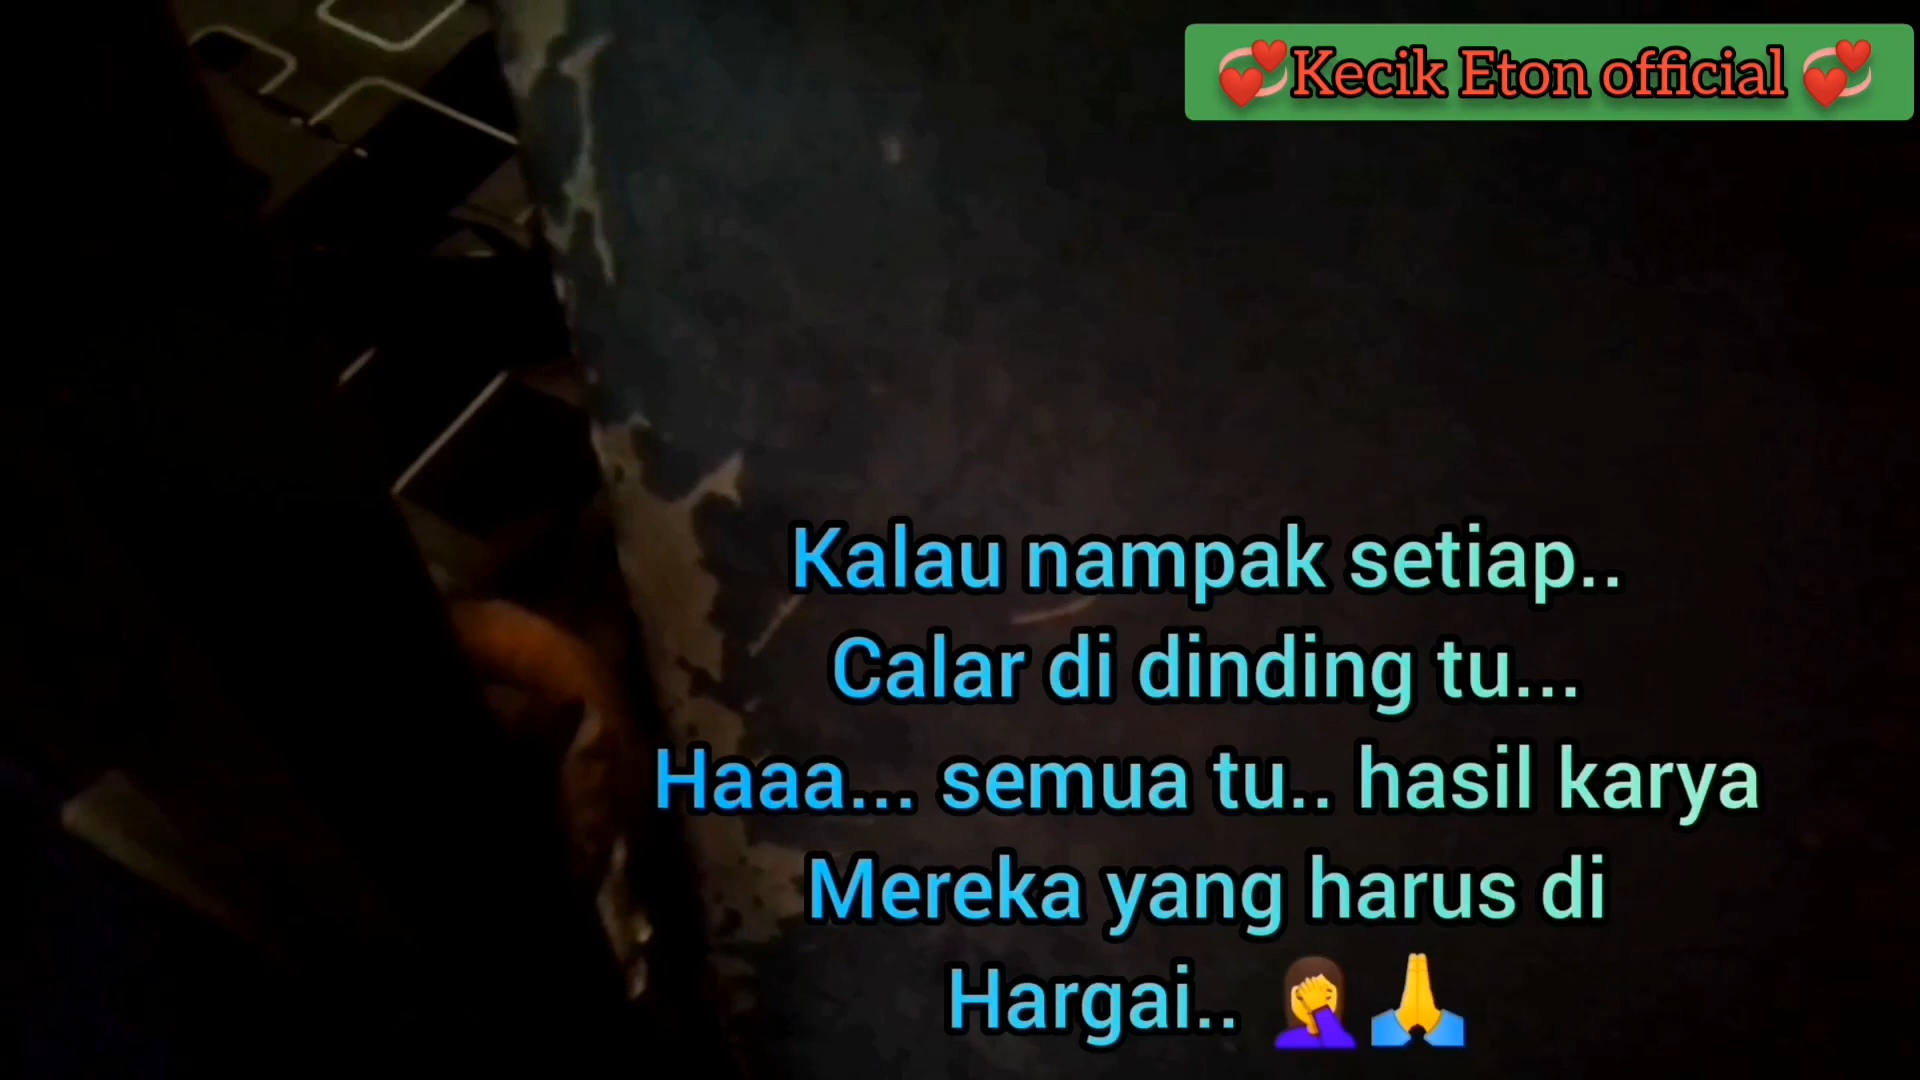 💞Kecik Eton official 💞
Kalau nampak setiap..
Calar di dinding tu...
Haaa... semua tu.. hasil karya
Mereka yang harus di
Hargai.. 🤦‍♀️🙏